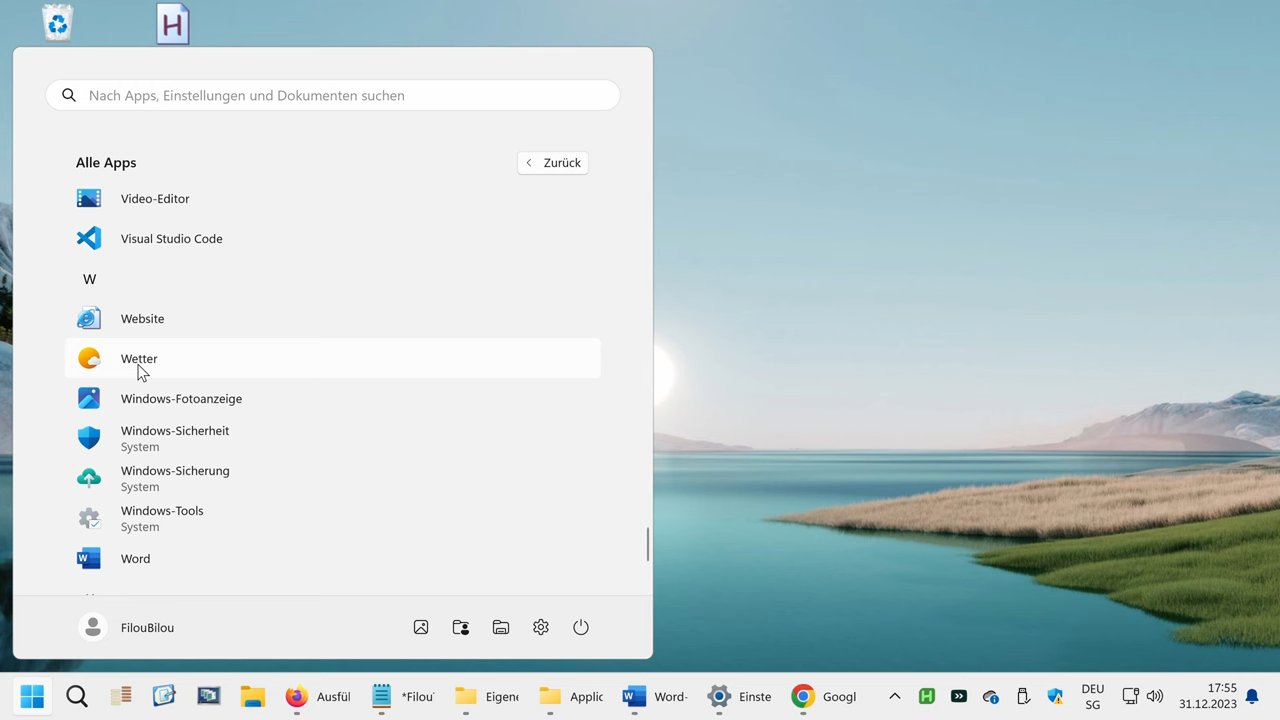 H
Nach Apps, Einstellungen und Dokumenten suchen
Alle Apps
Zurück
Video-Editor
Visual Studio Code
W
Website
Wetter
Windows-Fotoanzeige
Windows-Sicherheit
System
Windows-Sicherung
System
Windows-Tools
System
Word
FilouBilou
Ausfül
*Filou
Eigene
Applic
Word-
Einste
Googl
DEU
SG
17:55
31.12.2023